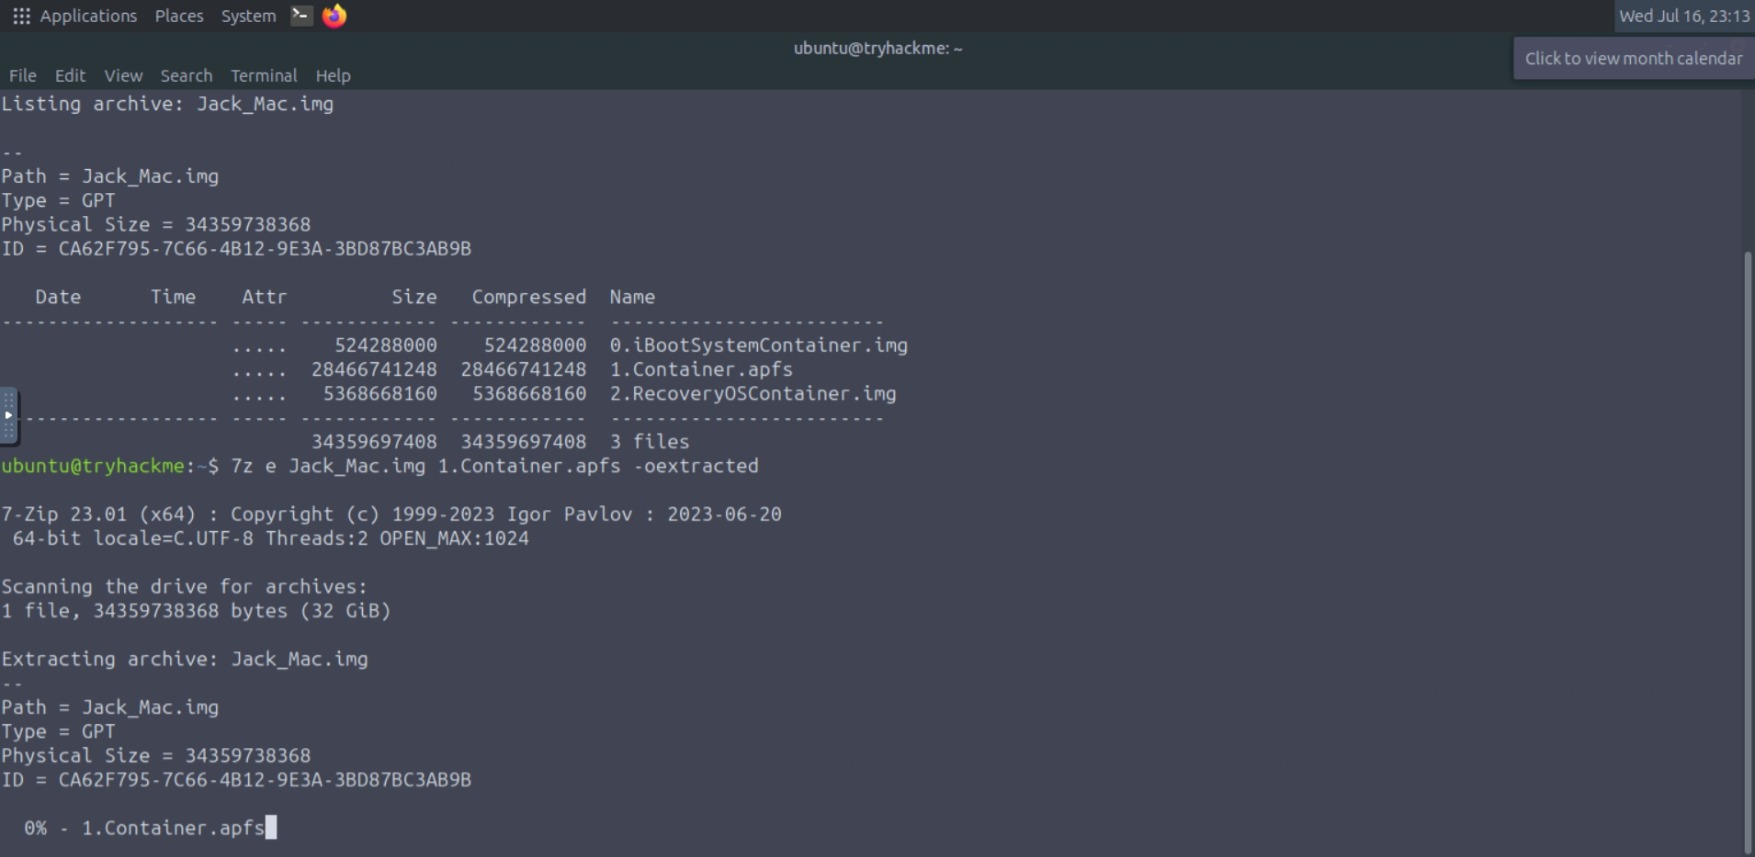 Applications Places System Wed Jul 16, 23:13
ubuntu@tryhackme: ~
Click to view month calendar
File Edit View Search Terminal Help
Listing archive: Jack_Mac.img
--
Path = Jack_Mac.img
Type = GPT
Physical Size = 34359738368
ID = CA62F795-7C66-4B12-9E3A-3BD87BC3AB9B
   Date      Time    Attr         Size   Compressed  Name
------------------- ----- ------------ ------------  ------------------------
                    .....    524288000    524288000  0.iBootSystemContainer.img
                    .....  28466741248  28466741248  1.Container.apfs
                    .....   5368668160   5368668160  2.RecoveryOSContainer.img
------------------- ----- ------------ ------------  ------------------------
                           34359697408  34359697408  3 files
ubuntu@tryhackme:~$ 7z e Jack_Mac.img 1.Container.apfs -oextracted
7-Zip 23.01 (x64) : Copyright (c) 1999-2023 Igor Pavlov : 2023-06-20
 64-bit locale=C.UTF-8 Threads:2 OPEN_MAX:1024
Scanning the drive for archives:
1 file, 34359738368 bytes (32 GiB)
Extracting archive: Jack_Mac.img
--
Path = Jack_Mac.img
Type = GPT
Physical Size = 34359738368
ID = CA62F795-7C66-4B12-9E3A-3BD87BC3AB9B
  0% - 1.Container.apfs